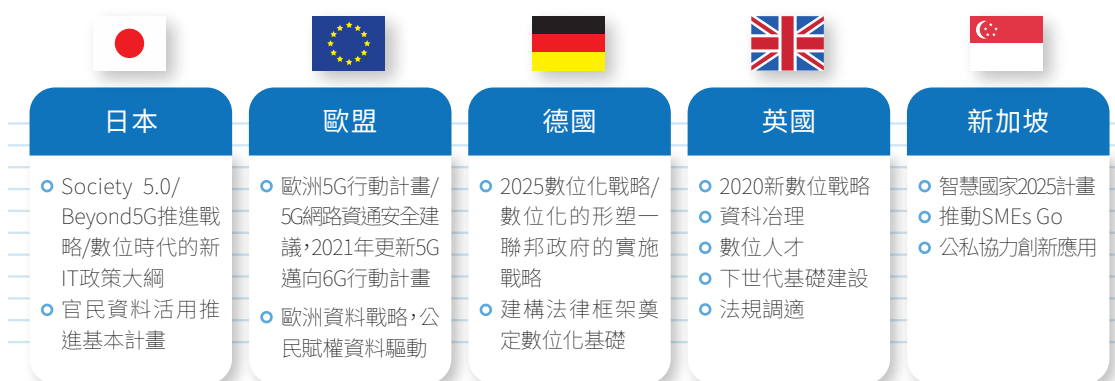 日本
Society 5.0/
Beyond5G推進戰
略/數位時代的新
IT政策大綱
官民資料活用推
進基本計畫
歐盟
歐洲5G行動計畫/
5G網路資通安全建
議，2021年更新5G
邁向6G行動計畫
歐洲資料戰略，公
民賦權資料驅動
德國
2025數位化戰略/
數位化的形塑一
聯邦政府的實施
戰略
建構法律框架奠
定數位化基礎
英國
2020新數位戰略
資科冶理
數位人才
下世代基礎建設
法規調適
新加坡
智慧國家2025計畫
推動SMEs Go
公私協力創新應用